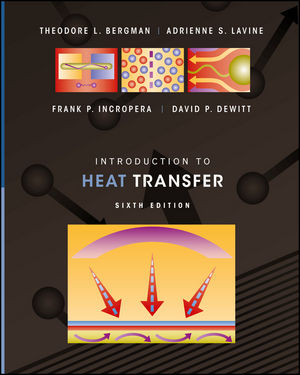 THEODORE L. BERGMAN | ADRIENNE S. LAVINE
FRANK P. INCROPERA | DAVID P. DEWITT
INTRODUCTION TO
HEAT TRANSFER
SIXTH EDITION